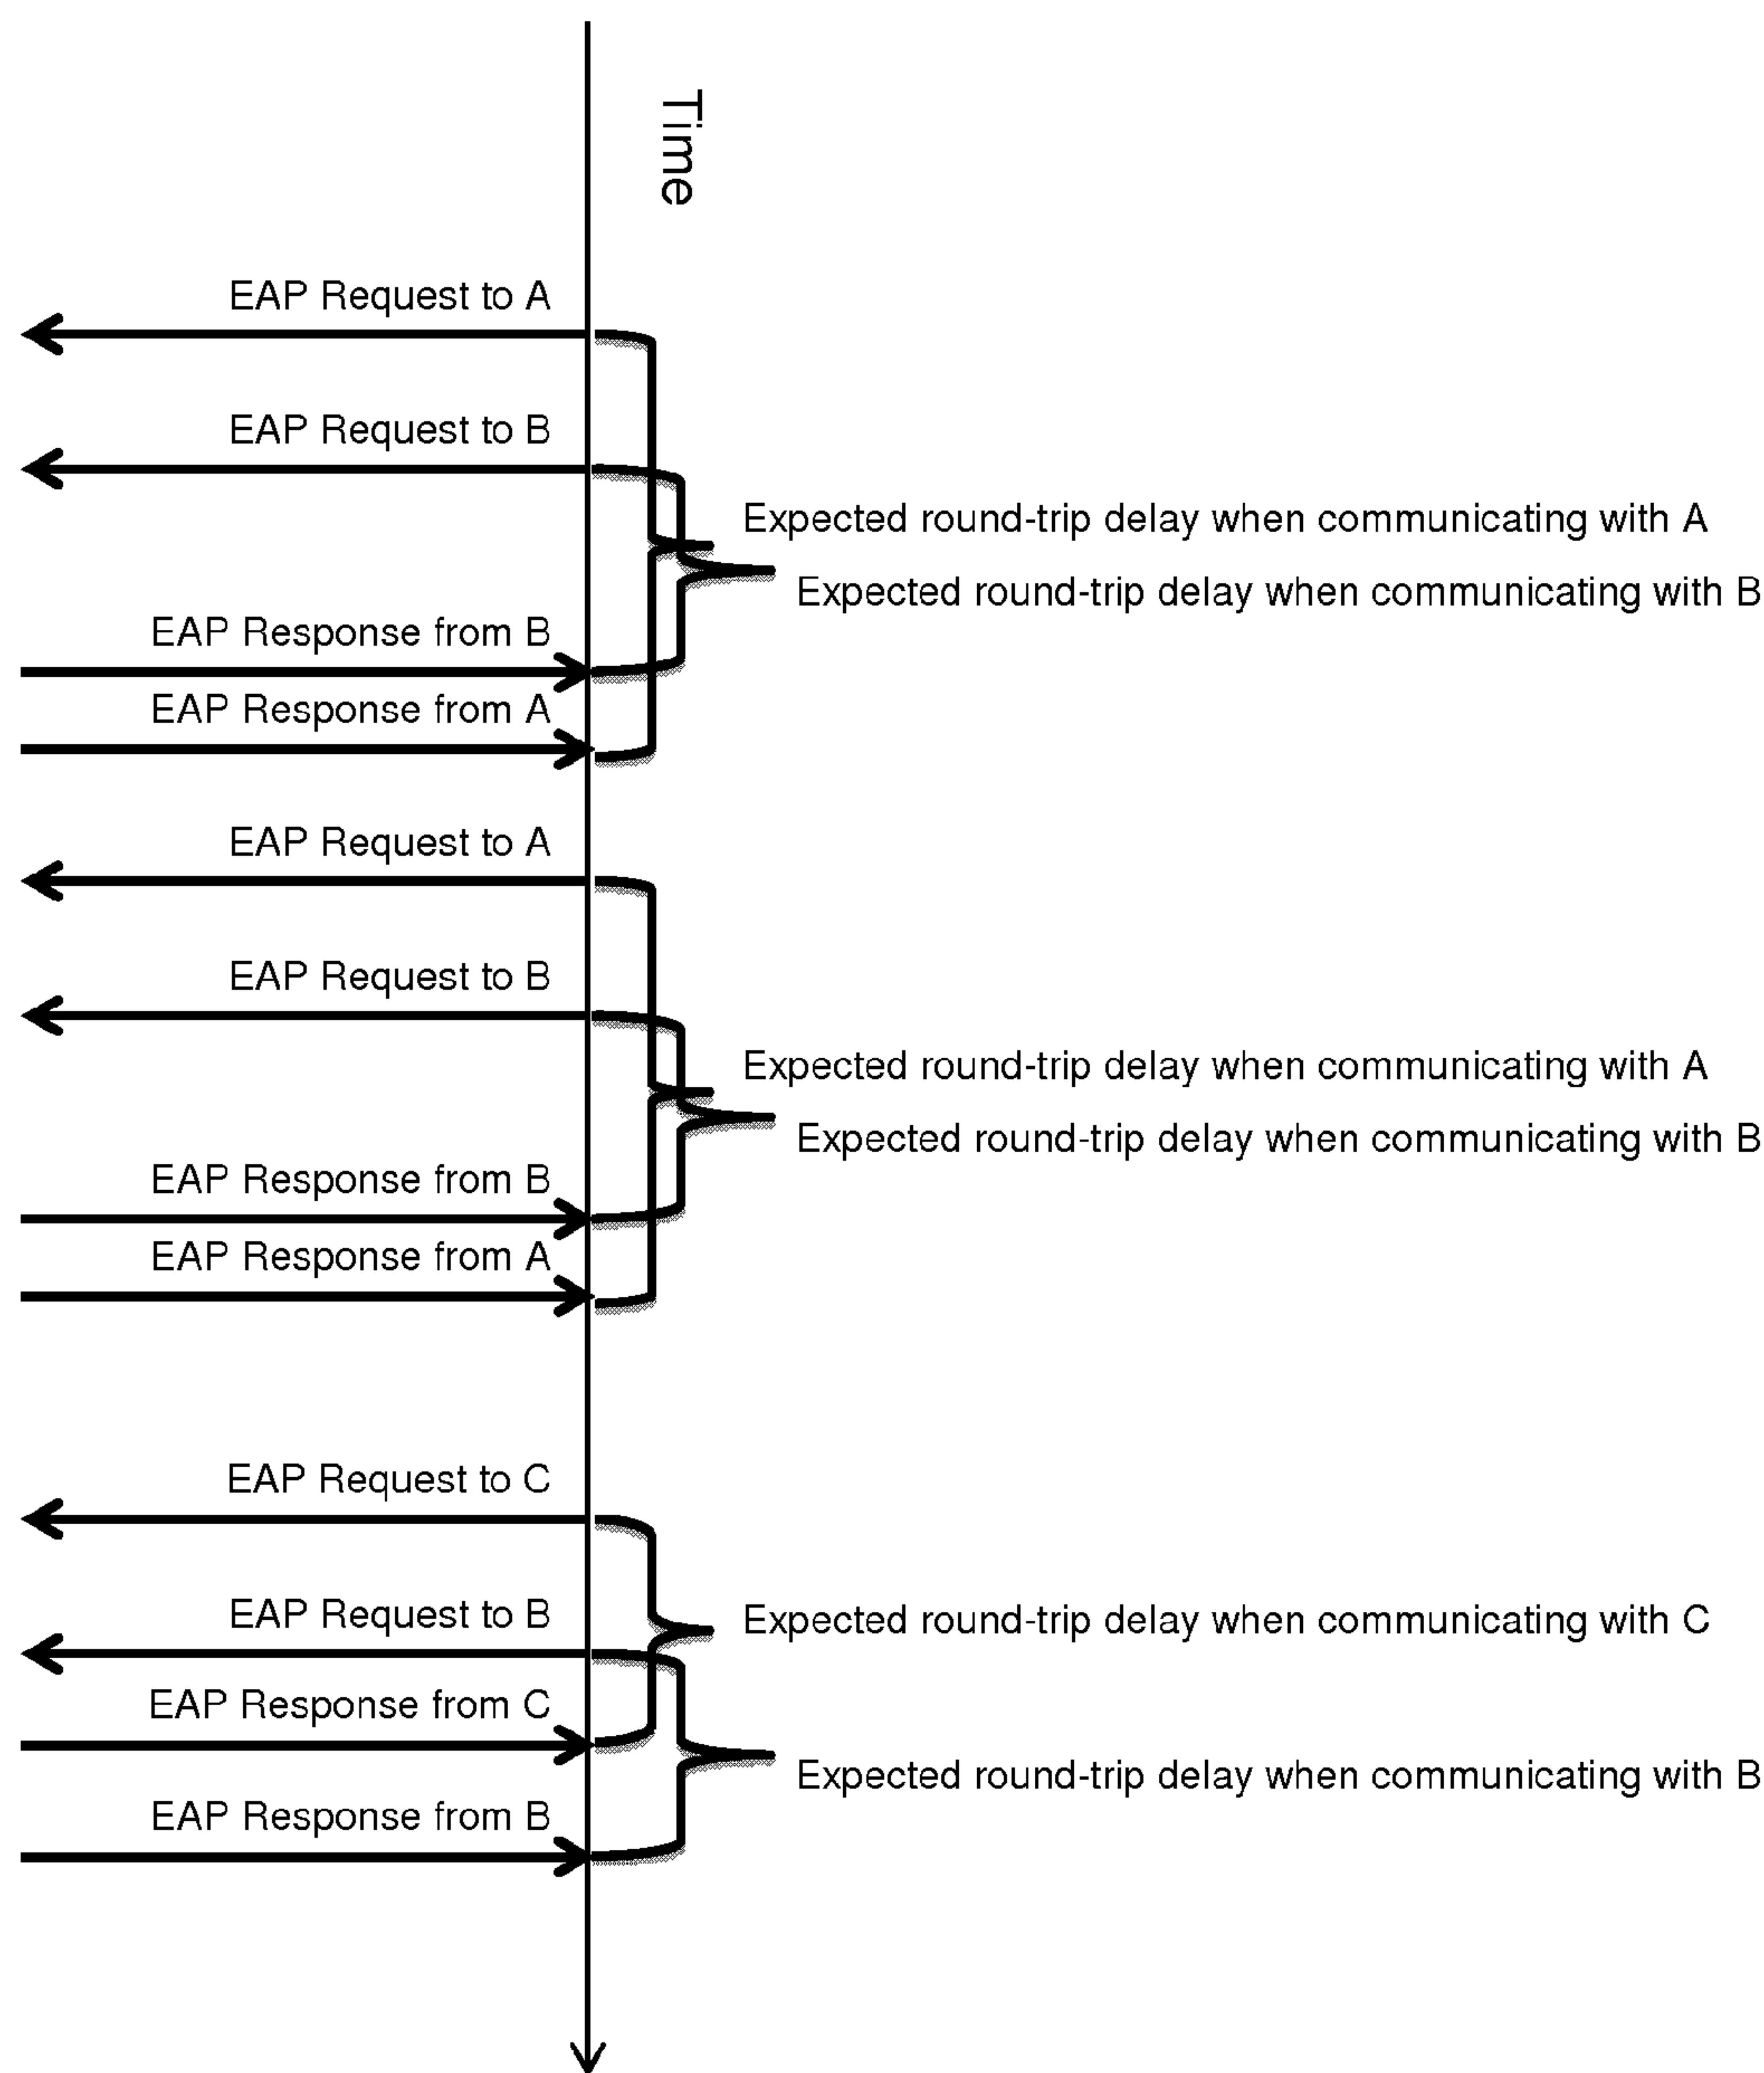 Time
EAP Request to A
EAP Request to B
Expected round-trip delay when communicating with A
Expected round-trip delay when communicating with B
EAP Response from B
EAP Response from A
EAP Request to A
EAP Request to B
Expected round-trip delay when communicating with A
Expected round-trip delay when communicating with B
EAP Response from B
EAP Response from A
EAP Request to C
EAP Request to B
Expected round-trip delay when communicating with C
EAP Response from C
Expected round-trip delay when communicating with B
EAP Response from B